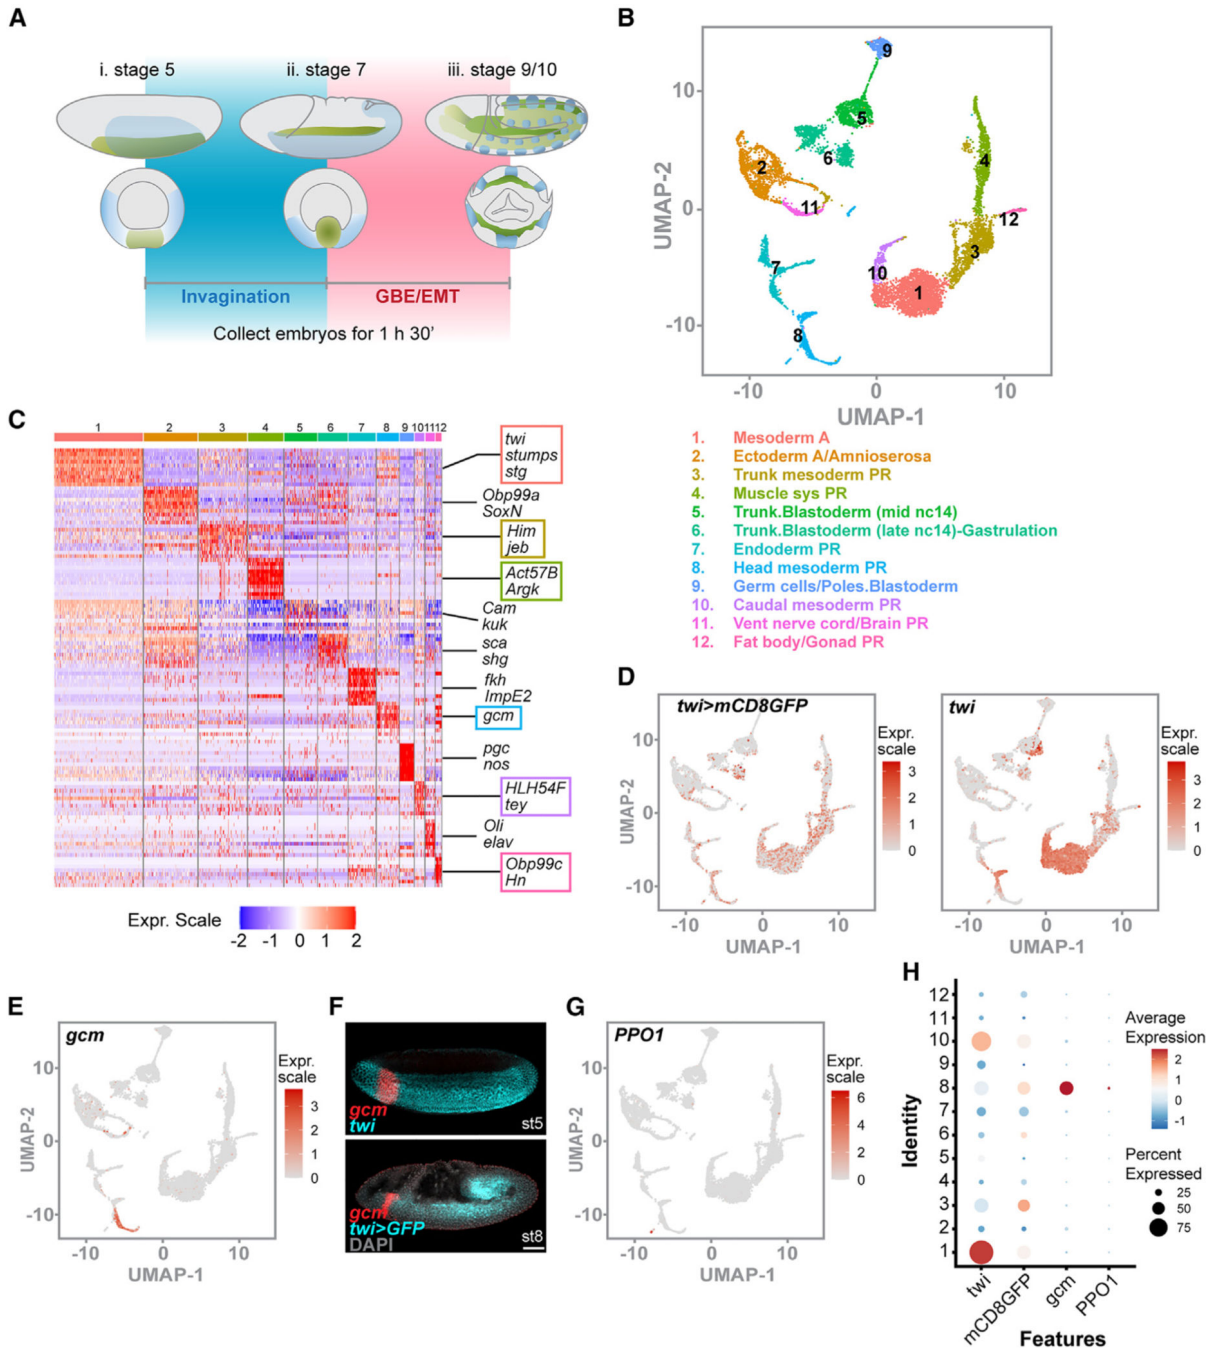 A
i. stage 5
ii. stage 7
iii. stage 9/10
Invagination
GBE/EMT
Collect embryos for 1 h 30'
B
UMAP-2
10
0
-10
9
5
6
2
11
4
12
3
7
10
1
8
-10
0
10
UMAP-1
1. Mesoderm A
2. Ectoderm A/Amnioserosa
3. Trunk mesoderm PR
4. Muscle sys PR
5. Trunk.Blastoderm (mid nc14)
6. Trunk.Blastoderm (late nc14)-Gastrulation
7. Endoderm PR
8. Head mesoderm PR
9. Germ cells/Poles.Blastoderm
10. Caudal mesoderm PR
11. Vent nerve cord/Brain PR
12. Fat body/Gonad PR
C
1 2 3 4 5 6 7 8 9 10 11 12
twi
stumps
stg
Obp99a
SoxN
Him
jeb
Act57B
Argk
Cam
kuk
sca
shg
fkh
ImpE2
gcm
pgc
nos
HLH54F
tey
Oli
elav
Obp99c
Hn
Expr. Scale
-2 -1 0 1 2
D
twi>mCD8GFP
UMAP-2
10
0
-10
-10 0 10
UMAP-1
Expr.
scale
3
2
1
0
twi
-10 0 10
UMAP-1
Expr.
scale
3
2
1
0
E
gcm
UMAP-2
10
0
-10
-10 0 10
UMAP-1
Expr.
scale
3
2
1
0
F
gcm
twi
st5
gcm
twi>GFP
DAPI
st8
G
PPO1
UMAP-2
10
0
-10
-10 0 10
UMAP-1
Expr.
scale
6
4
2
0
H
Identity
12
11
10
9
8
7
6
5
4
3
2
1
twi
mCD8GFP
gcm
PPO1
Features
Average
Expression
2
1
0
-1
Percent
Expressed
25
50
75